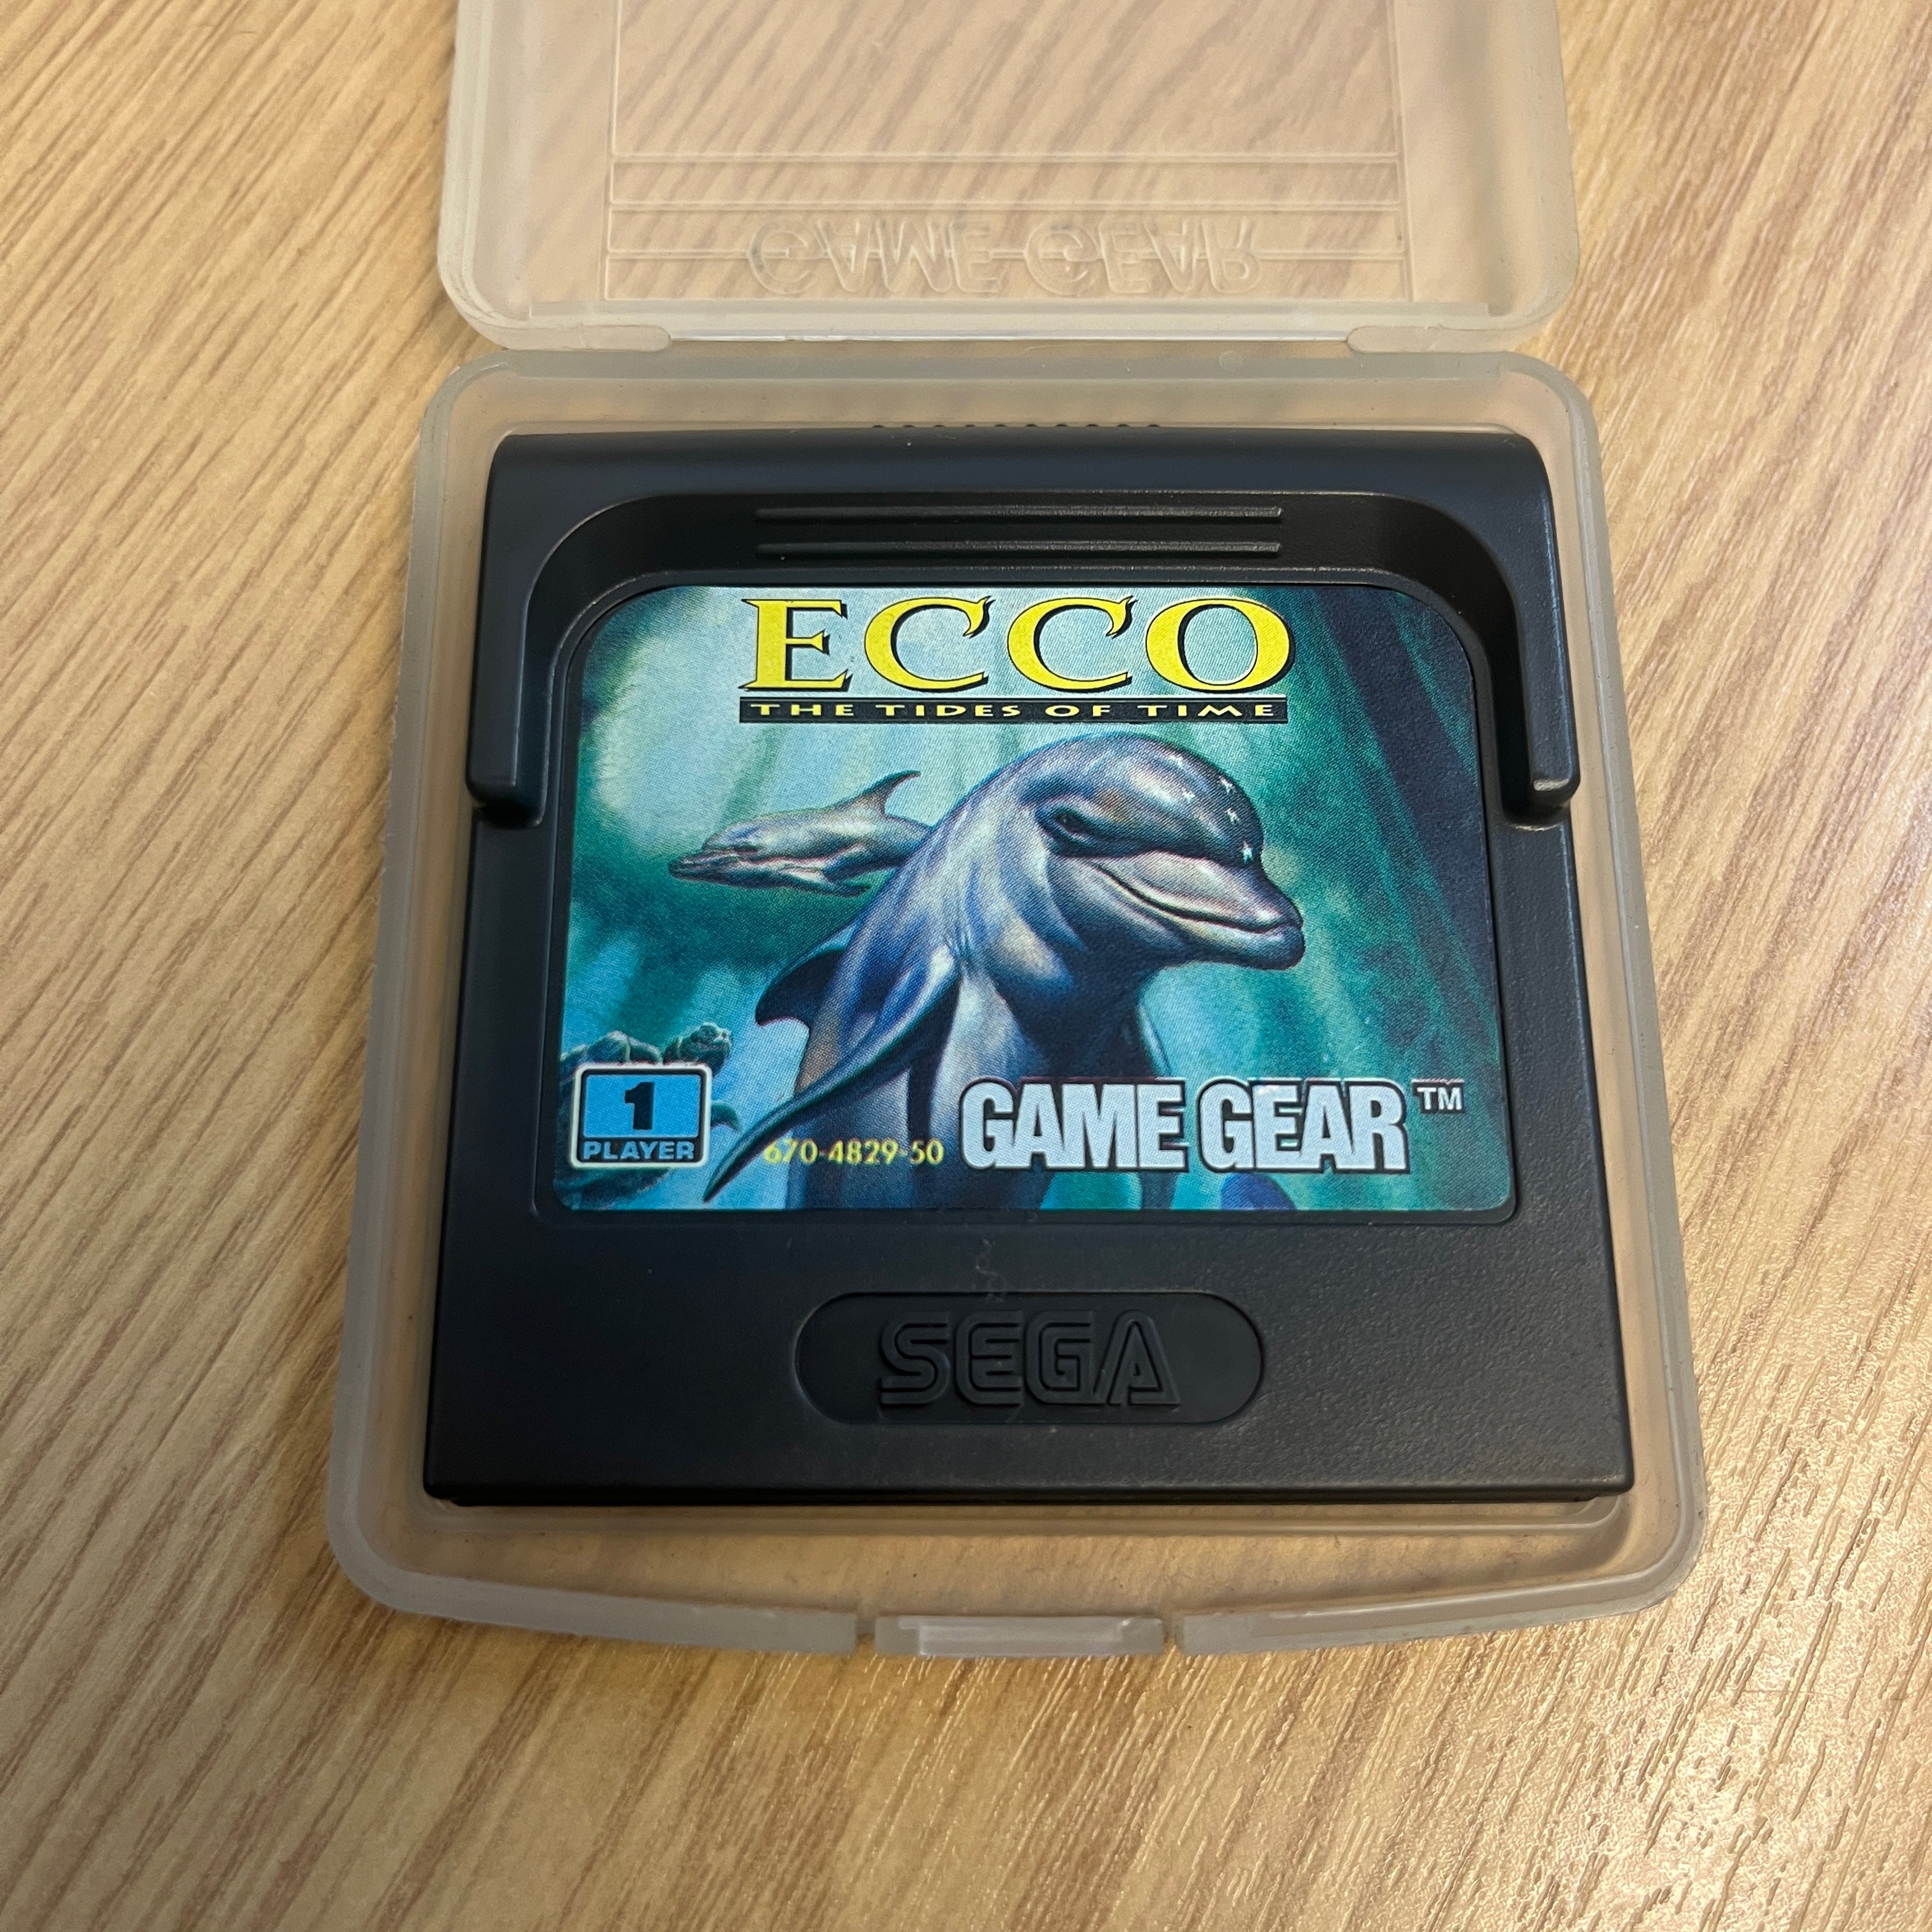 GAME GEAR
ECCO
THE TIDES OF TIME
1
PLAYER
670-4829-50
GAME GEAR™
SEGA